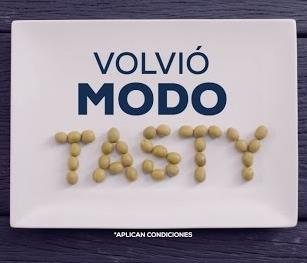 VOLVIÓ
MODO
TASTY
*APLICAN CONDICIONES